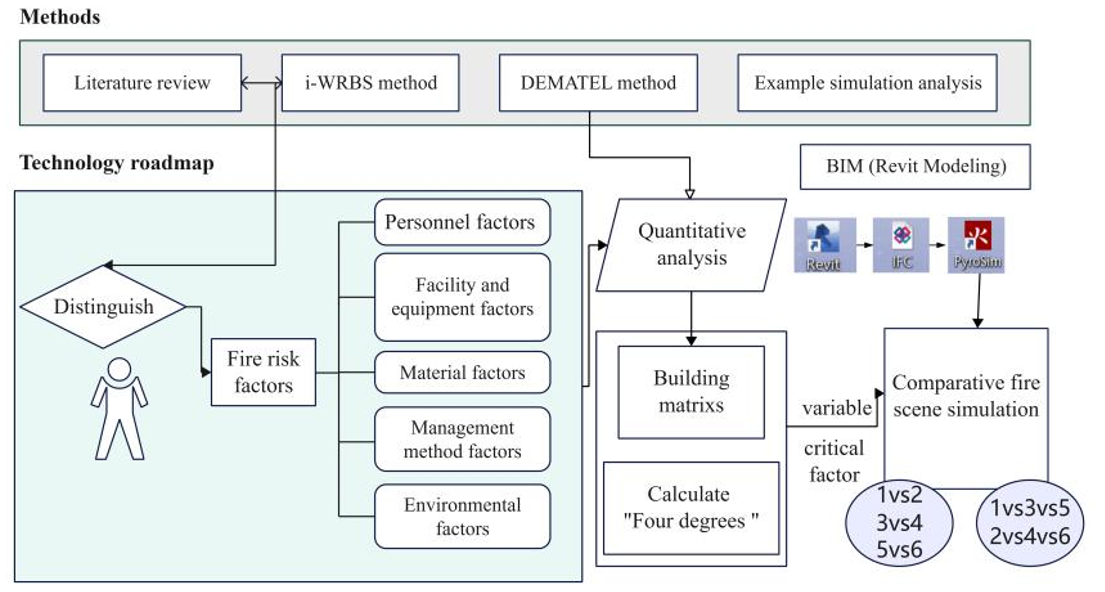 Methods
Literature review
i-WRBS method
DEMATEL method
Example simulation analysis
Technology roadmap
BIM (Revit Modeling)
Distinguish
Fire risk
factors
Personnel factors
Facility and
equipment factors
Material factors
Management
method factors
Environmental
factors
Quantitative
analysis
Building
matrixs
Calculate
"Four degrees "
Revit
IFC
PyroSim
variable
critical
factor
Comparative fire
scene simulation
1vs2
3vs4
5vs6
1vs3vs5
2vs4vs6